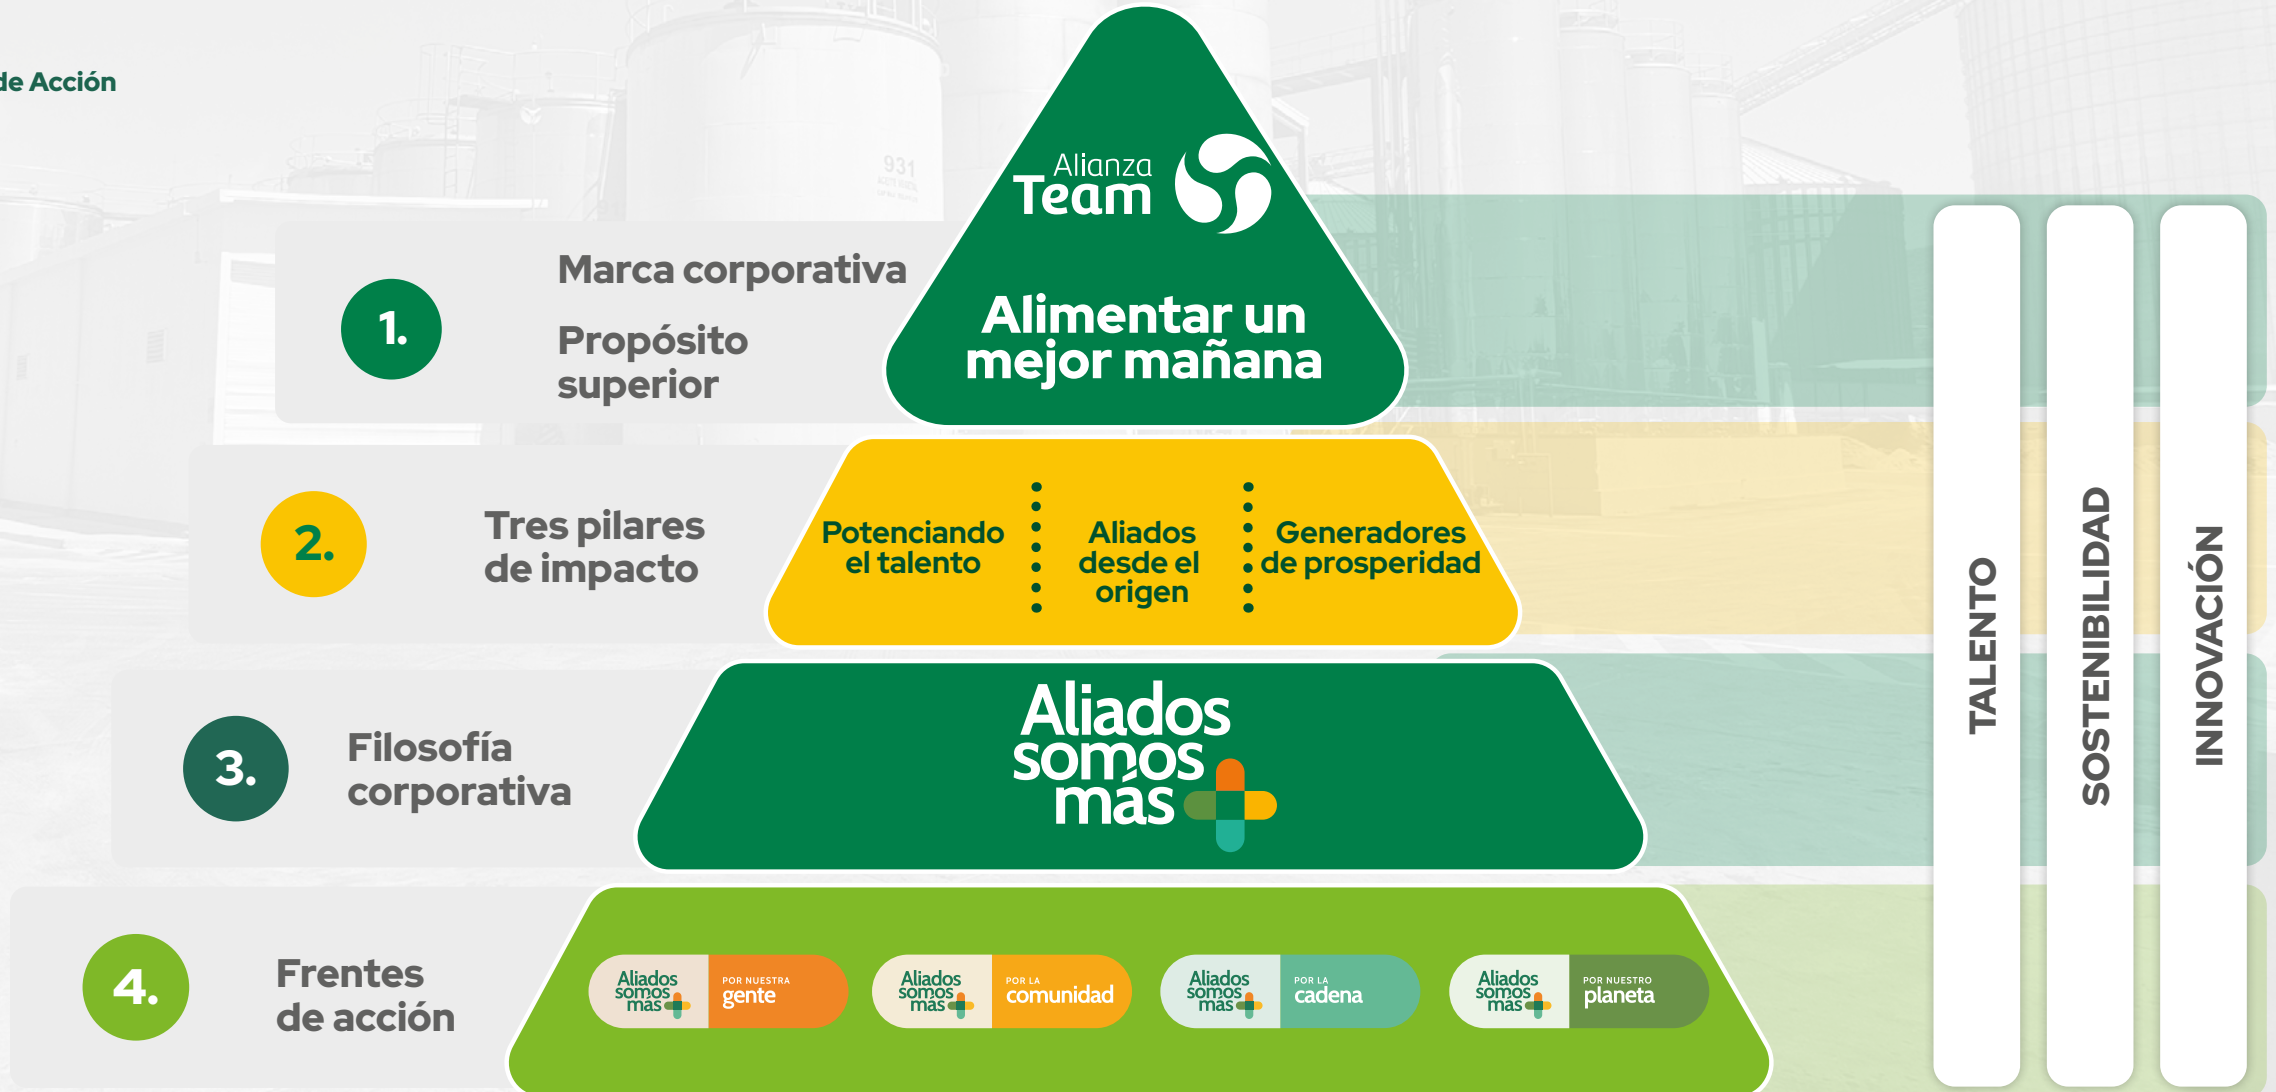 de Acción
Alianza
Team
Alimentar un
mejor mañana
1.
Marca corporativa
Propósito
superior
2.
Tres pilares
de impacto
Potenciando
el talento
Aliados
desde el
origen
Generadores
de prosperidad
3.
Filosofía
corporativa
Aliados
somos
más
4.
Frentes
de acción
Aliados
somos
más
POR NUESTRA
gente
Aliados
somos
más
POR LA
comunidad
Aliados
somos
más
POR LA
cadena
Aliados
somos
más
POR NUESTRO
planeta
TALENTO
SOSTENIBILIDAD
INNOVACIÓN
931